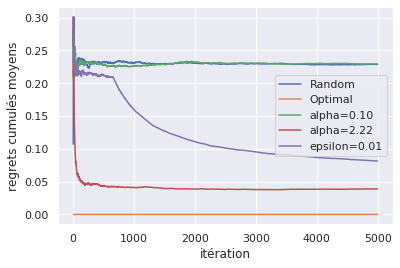 0.30
0.25
0.20
0.15
0.10
0.05
0.00
regrets cumulés moyens
Random
Optimal
alpha=0.10
alpha=2.22
epsilon=0.01
0 1000 2000 3000 4000 5000
itération